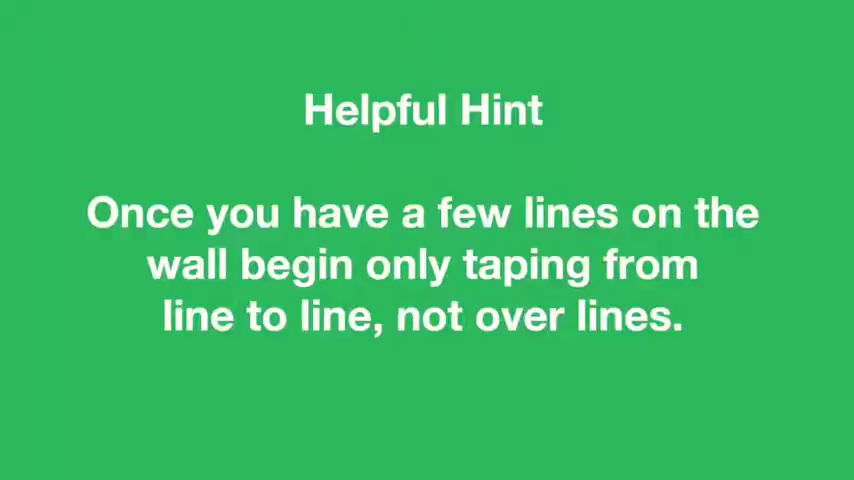 Helpful Hint
Once you have a few lines on the
wall begin only taping from
line to line, not over lines.